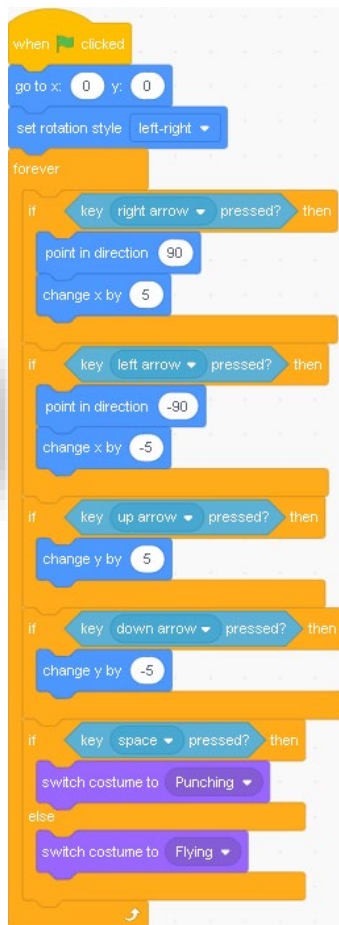 when clicked
go to x: 0 y: 0
set rotation style left-right
forever
if key right arrow pressed? then
point in direction 90
change x by 5
if key left arrow pressed? then
point in direction -90
change x by -5
if key up arrow pressed? then
change y by 5
if key down arrow pressed? then
change y by -5
if key space pressed? then
switch costume to Punching
else
switch costume to Flying